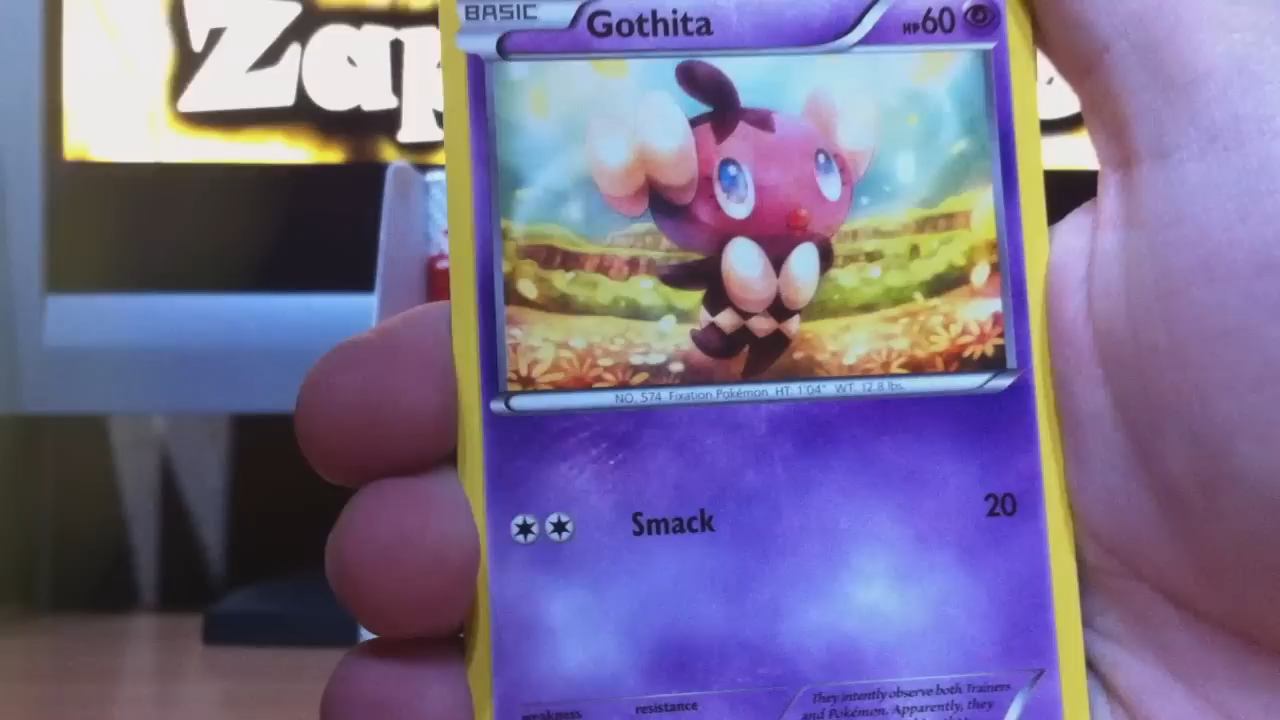 Zap
BASIC
Gothita
HP60
NO. 574 Fixation Pokémon HT: 1'04" WT: 12.8 lbs.
Smack
20
weakness
resistance
They intently observe both Trainers
and Pokémon. Apparently, they